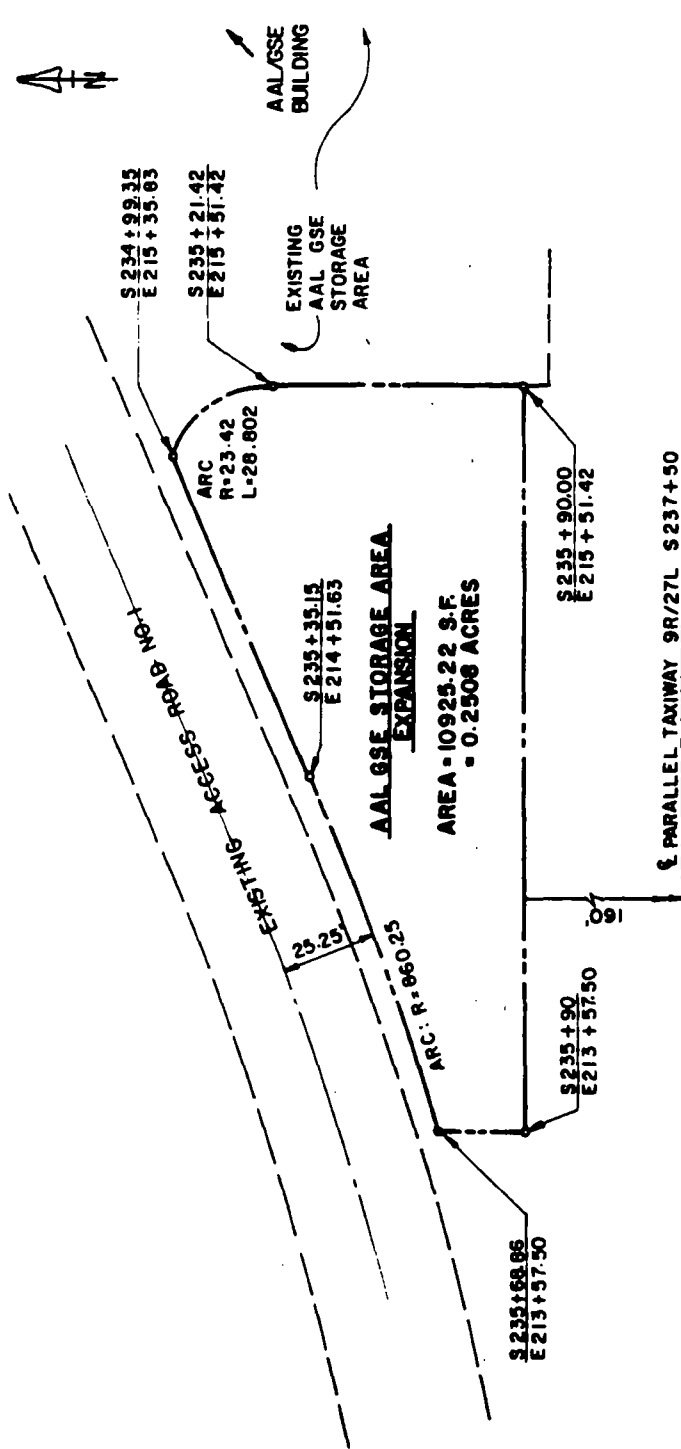 N
AAL/GSE
BUILDING
S 234+99.35
E 215+35.83
S 235+21.42
E 215+51.42
EXISTING
AAL GSE
STORAGE
AREA
ARC
R=23.42
L=28.802
EXISTING ACCESS ROAD NO.1
S 235+35.15
E 214+51.63
25.25'
AAL GSE STORAGE AREA
EXPANSION
AREA=10925.22 S.F.
= 0.2508 ACRES
ARC: R=860.25
S 235+68.86
E 213+57.50
S 235+90
E 213+57.50
S 235+90.00
E 215+51.42
160'
℄ PARALLEL TAXIWAY 9R/27L S 237+50